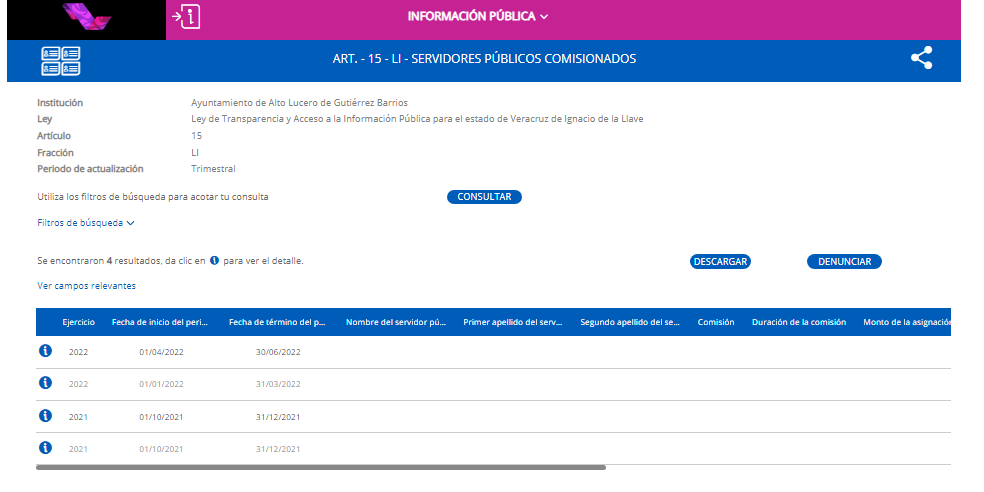 INFORMACIÓN PÚBLICA
ART. - 15 - LI - SERVIDORES PÚBLICOS COMISIONADOS
Institución Ayuntamiento de Alto Lucero de Gutiérrez Barrios
Ley Ley de Transparencia y Acceso a la Información Pública para el estado de Veracruz de Ignacio de la Llave
Artículo 15
Fracción LI
Periodo de actualización Trimestral
Utiliza los filtros de búsqueda para acotar tu consulta CONSULTAR
Filtros de búsqueda
Se encontraron 4 resultados, da clic en i para ver el detalle. DESCARGAR DENUNCIAR
Ver campos relevantes
Ejercicio Fecha de inicio del peri... Fecha de término del p... Nombre del servidor pú... Primer apellido del serv... Segundo apellido del se... Comisión Duración de la comisión Monto de la asignación
2022 01/04/2022 30/06/2022
2022 01/01/2022 31/03/2022
2021 01/10/2021 31/12/2021
2021 01/10/2021 31/12/2021